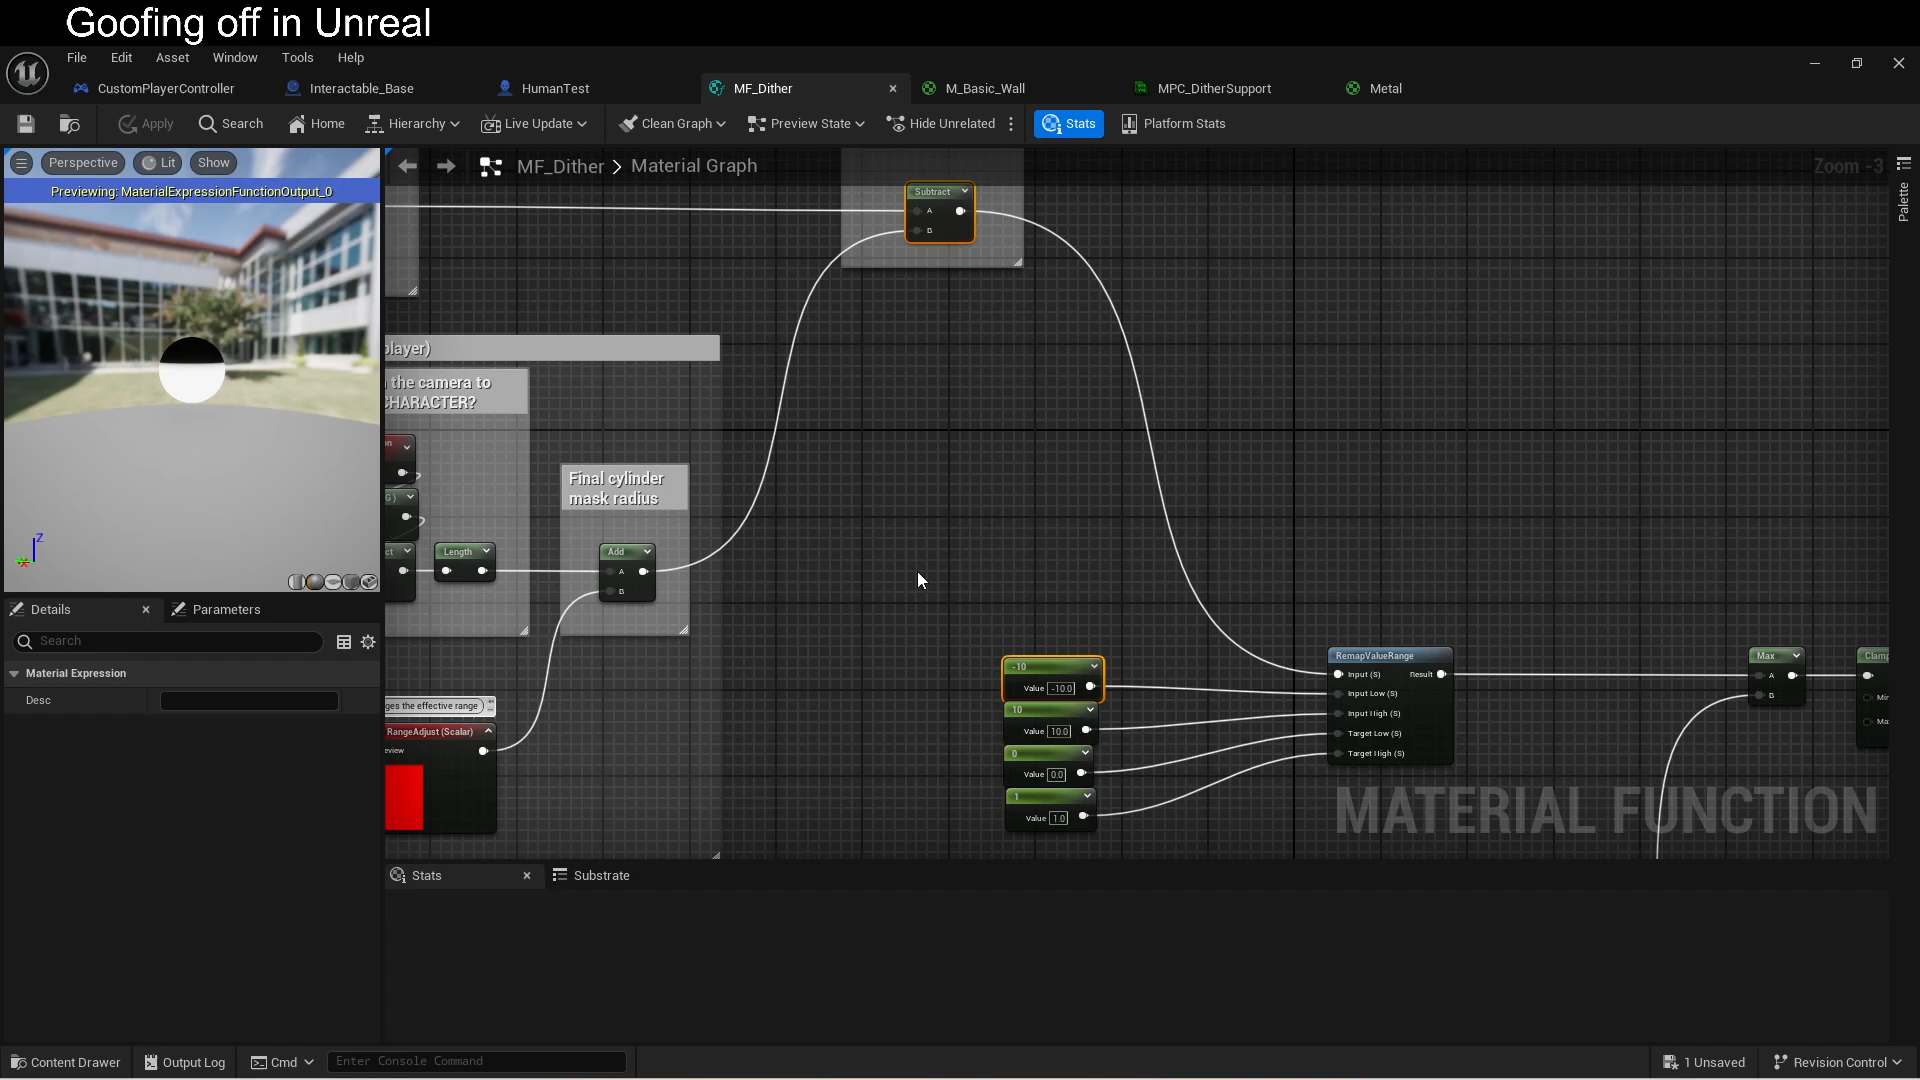 Goofing off in Unreal
File Edit Asset Window Tools Help
CustomPlayerController Interactable_Base HumanTest MF_Dither M_Basic_Wall MPC_DitherSupport Metal
Apply Search Home Hierarchy Live Update Clean Graph Preview State Hide Unrelated Stats Platform Stats
Perspective Lit Show
MF_Dither > Material Graph
Zoom -3
Palette
Previewing: MaterialExpressionFunctionOutput_0
Subtract
A
B
player)
the camera to
CHARACTER?
Final cylinder
mask radius
Length
Add
A
B
Z
Details Parameters
Search
Material Expression
Desc
ges the effective range
RangeAdjust (Scalar)
eview
-10
Value -10.0
10
Value 10.0
0
Value 0.0
1
Value 1.0
RemapValueRange
Input (S) Result
Input Low (S)
Input High (S)
Target Low (S)
Target High (S)
Max
A
B
Clamp
Min
Ma
MATERIAL FUNCTION
Stats Substrate
Content Drawer Output Log Cmd Enter Console Command 1 Unsaved Revision Control